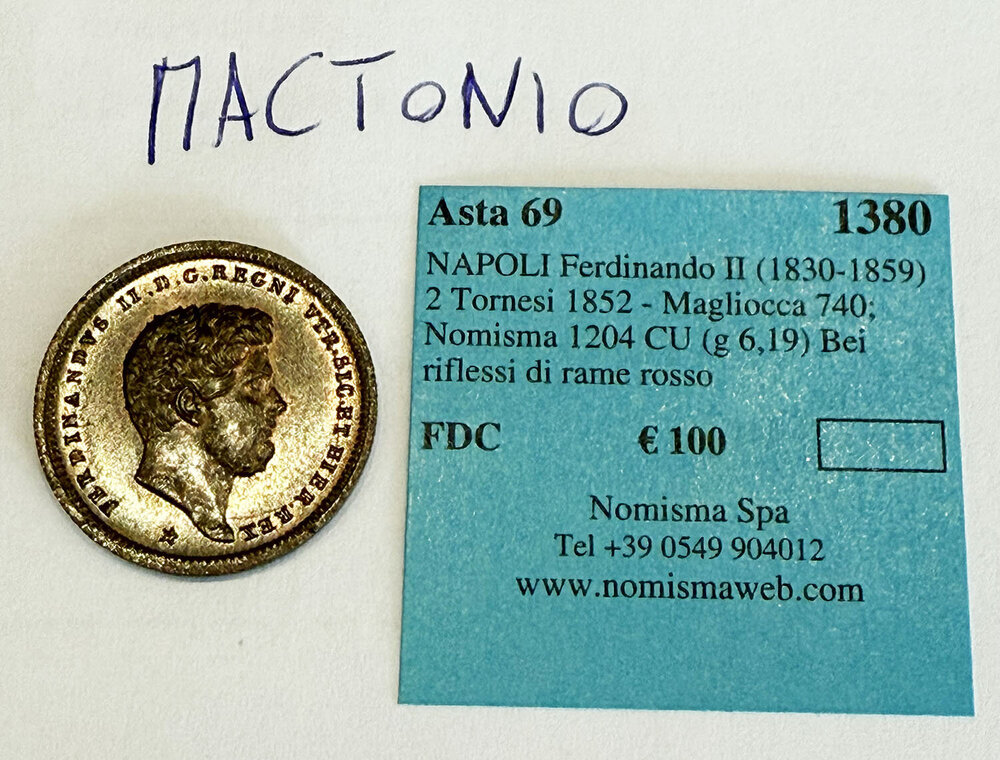 MACTONIO
FERDINANDVS II.D.G.REGNI VTR.SIC.ET HIER.REX
Asta 69 1380
NAPOLI Ferdinando II (1830-1859)
2 Tornesi 1852 - Magliocca 740;
Nomisma 1204 CU (g 6,19) Bei
riflessi di rame rosso
FDC € 100
Nomisma Spa
Tel +39 0549 904012
www.nomismaweb.com